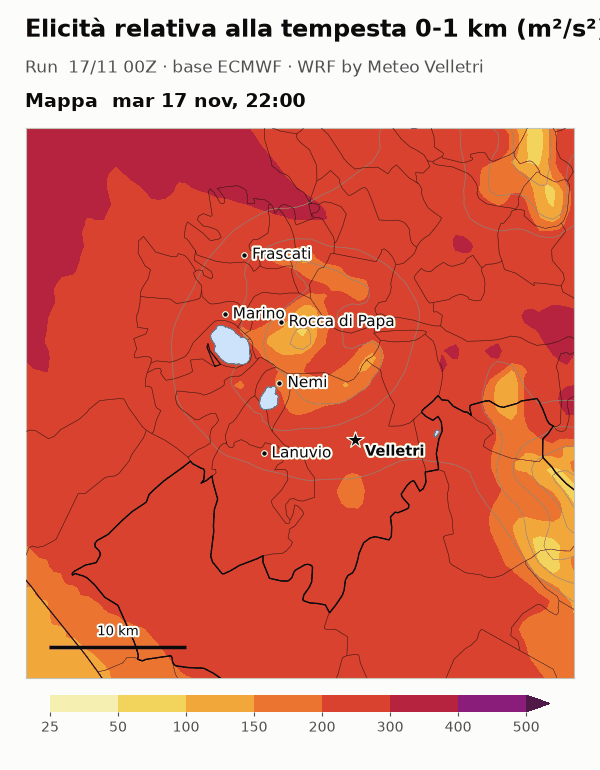 Elicità relativa alla tempesta 0-1 km (m²/s²)
Run 17/11 00Z · base ECMWF · WRF by Meteo Velletri
Mappa mar 17 nov, 22:00
Frascati
Marino
Rocca di Papa
Nemi
Velletri
Lanuvio
10 km
25 50 100 150 200 300 400 500